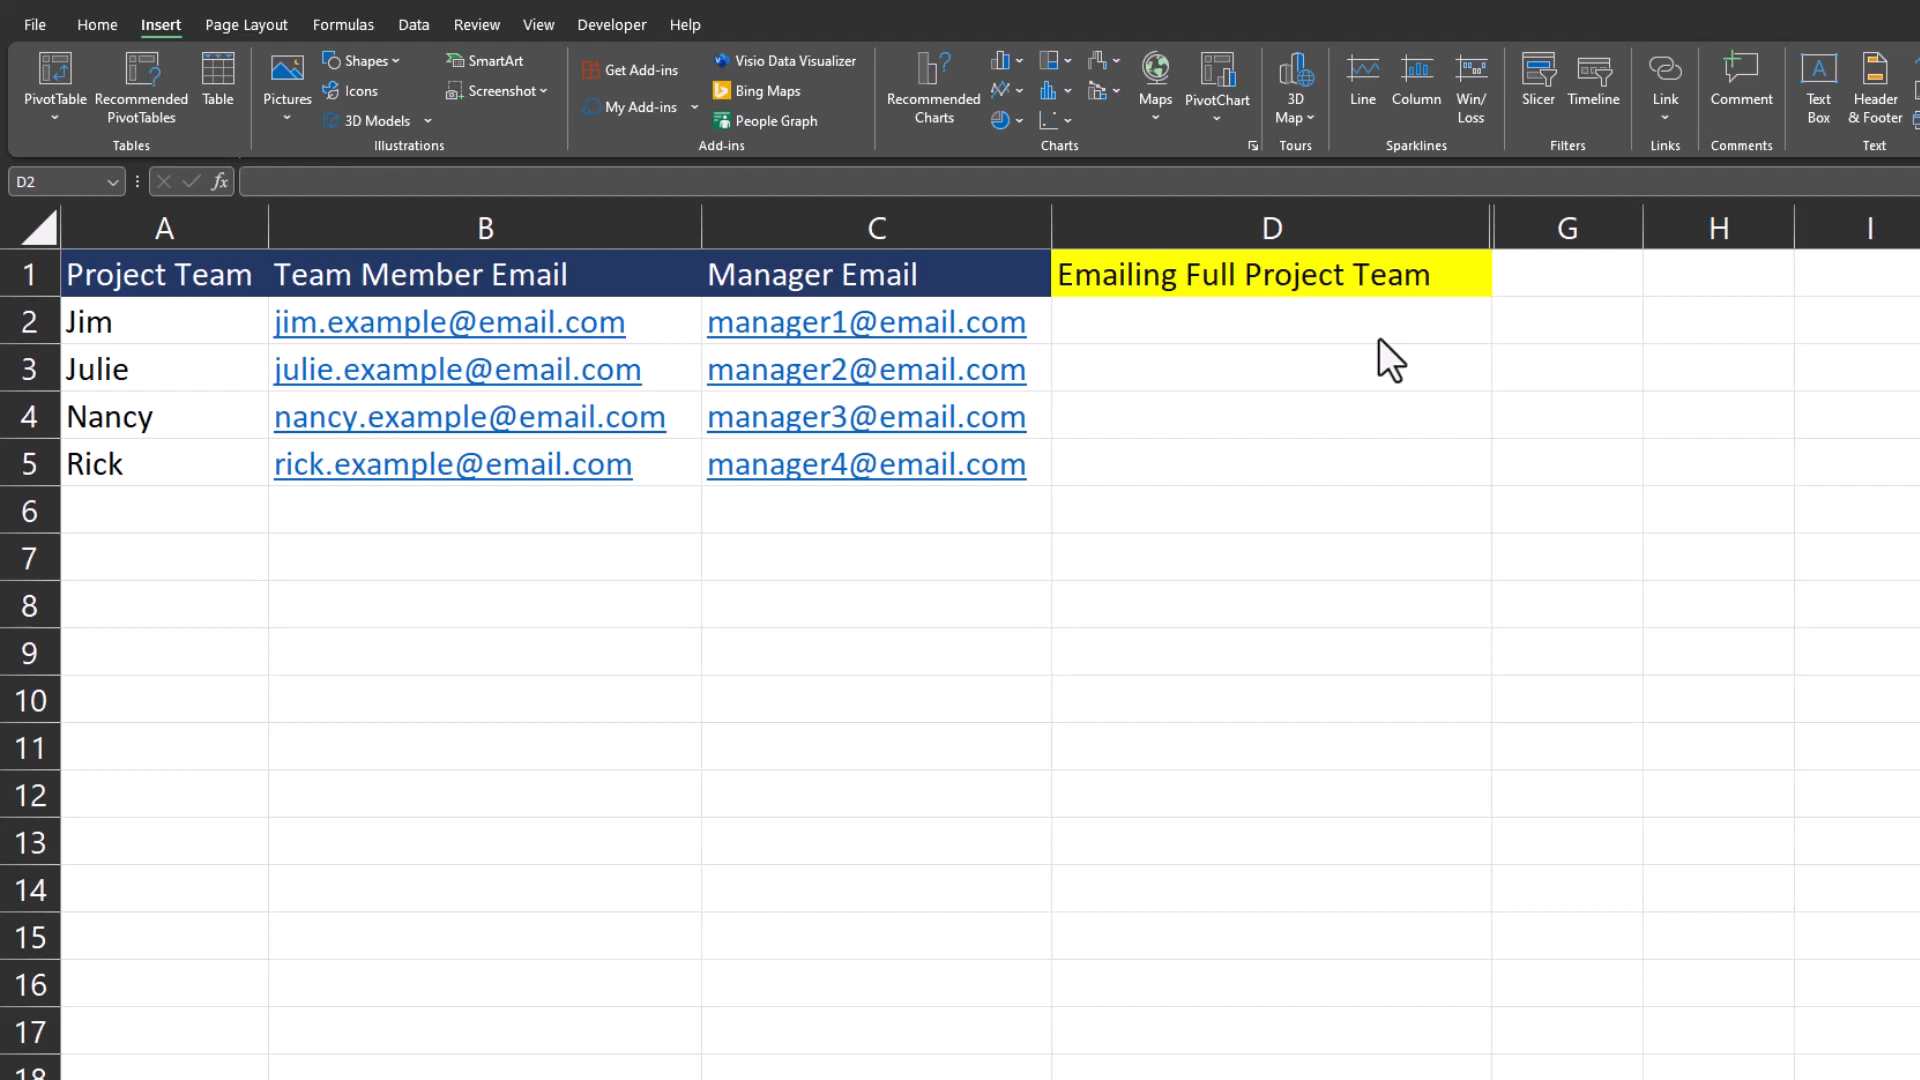 File Home Insert Page Layout Formulas Data Review View Developer Help
PivotTable
Recommended PivotTables
Table
Tables
Pictures
Shapes
Icons
3D Models
SmartArt
Screenshot
Illustrations
Get Add-ins
My Add-ins
Visio Data Visualizer
Bing Maps
People Graph
Add-ins
Recommended Charts
Maps
PivotChart
Charts
3D Map
Tours
Line
Column
Win/ Loss
Sparklines
Slicer
Timeline
Filters
Link
Links
Comment
Comments
Text Box
Header & Footer
Text
D2 fx
A B C D G H I
1 Project Team Team Member Email Manager Email Emailing Full Project Team
2 Jim jim.example@email.com manager1@email.com
3 Julie julie.example@email.com manager2@email.com
4 Nancy nancy.example@email.com manager3@email.com
5 Rick rick.example@email.com manager4@email.com
6
7
8
9
10
11
12
13
14
15
16
17
18